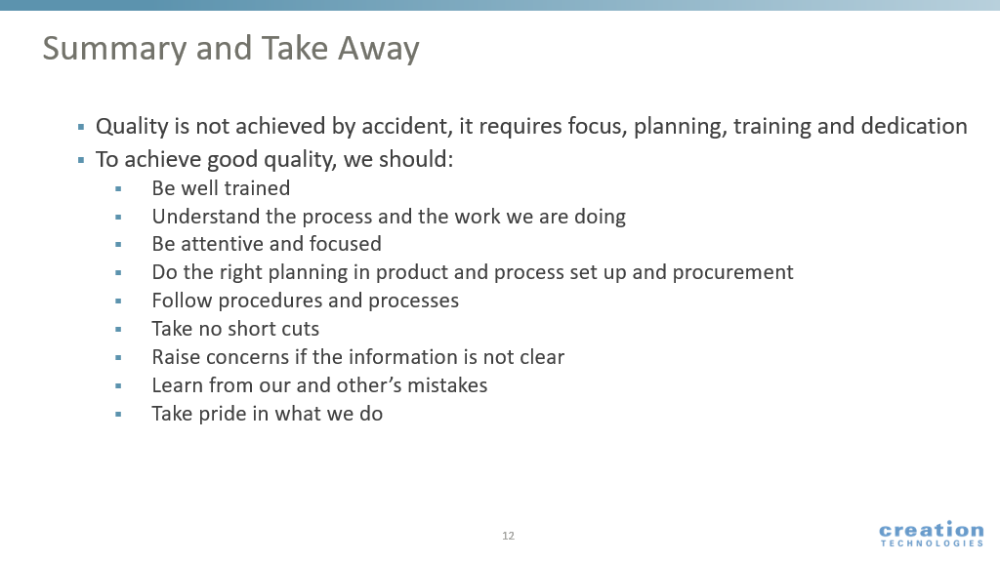 Summary and Take Away
Quality is not achieved by accident, it requires focus, planning, training and dedication
To achieve good quality, we should:
Be well trained
Understand the process and the work we are doing
Be attentive and focused
Do the right planning in product and process set up and procurement
Follow procedures and processes
Take no short cuts
Raise concerns if the information is not clear
Learn from our and other’s mistakes
Take pride in what we do
12
creation
TECHNOLOGIES